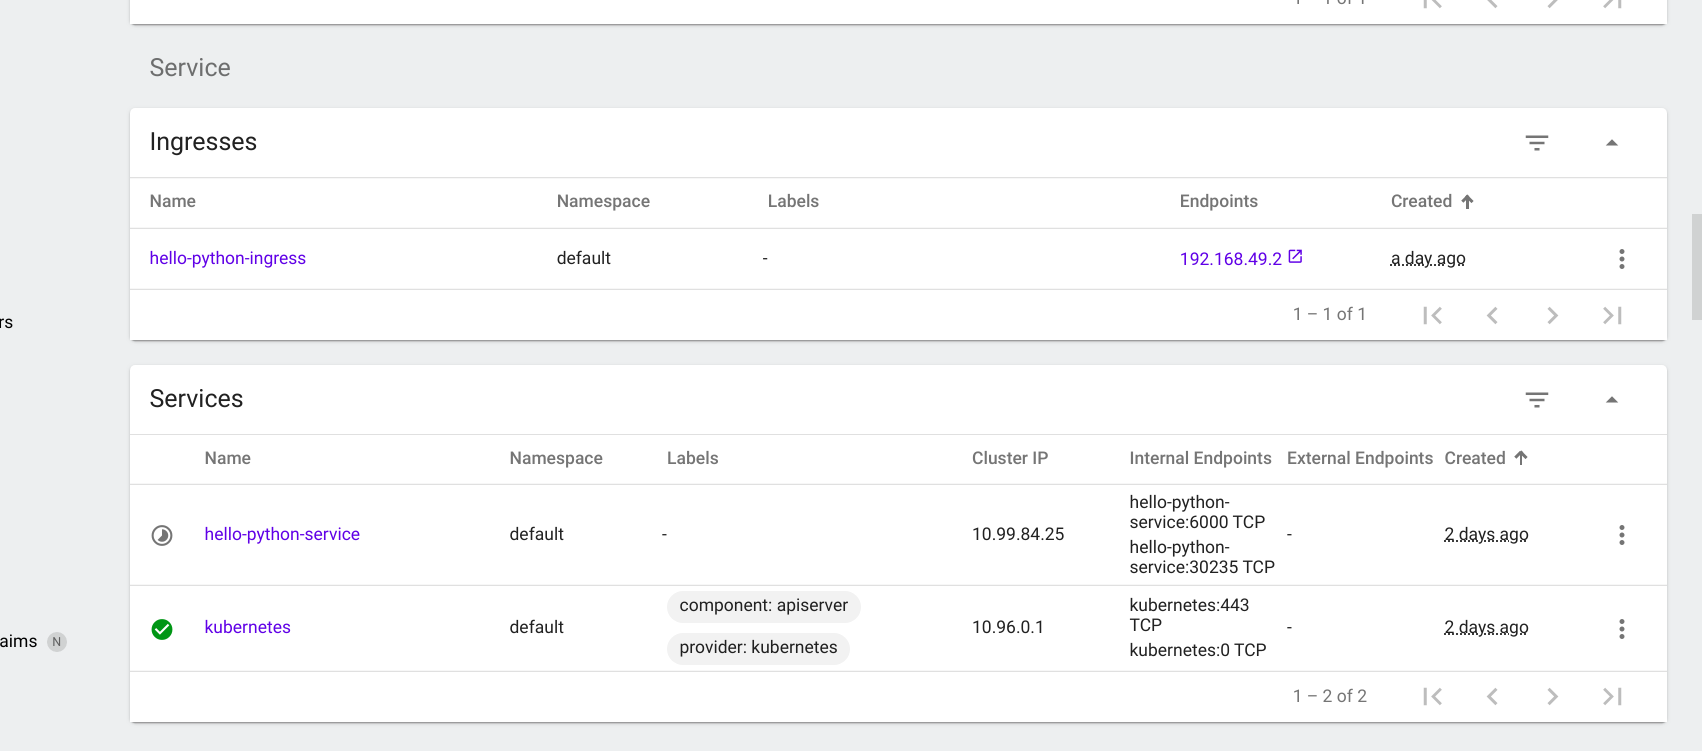 1 – 1 of 1
Service
Ingresses
Name Namespace Labels Endpoints Created
hello-python-ingress default - 192.168.49.2 a day ago
rs
1 – 1 of 1
Services
Name Namespace Labels Cluster IP Internal Endpoints External Endpoints Created
hello-python-service default - 10.99.84.25 hello-python-
service:6000 TCP
hello-python-
service:30235 TCP
- 2 days ago
kubernetes default component: apiserver
provider: kubernetes
10.96.0.1 kubernetes:443
TCP
kubernetes:0 TCP
- 2 days ago
aims N
1 – 2 of 2